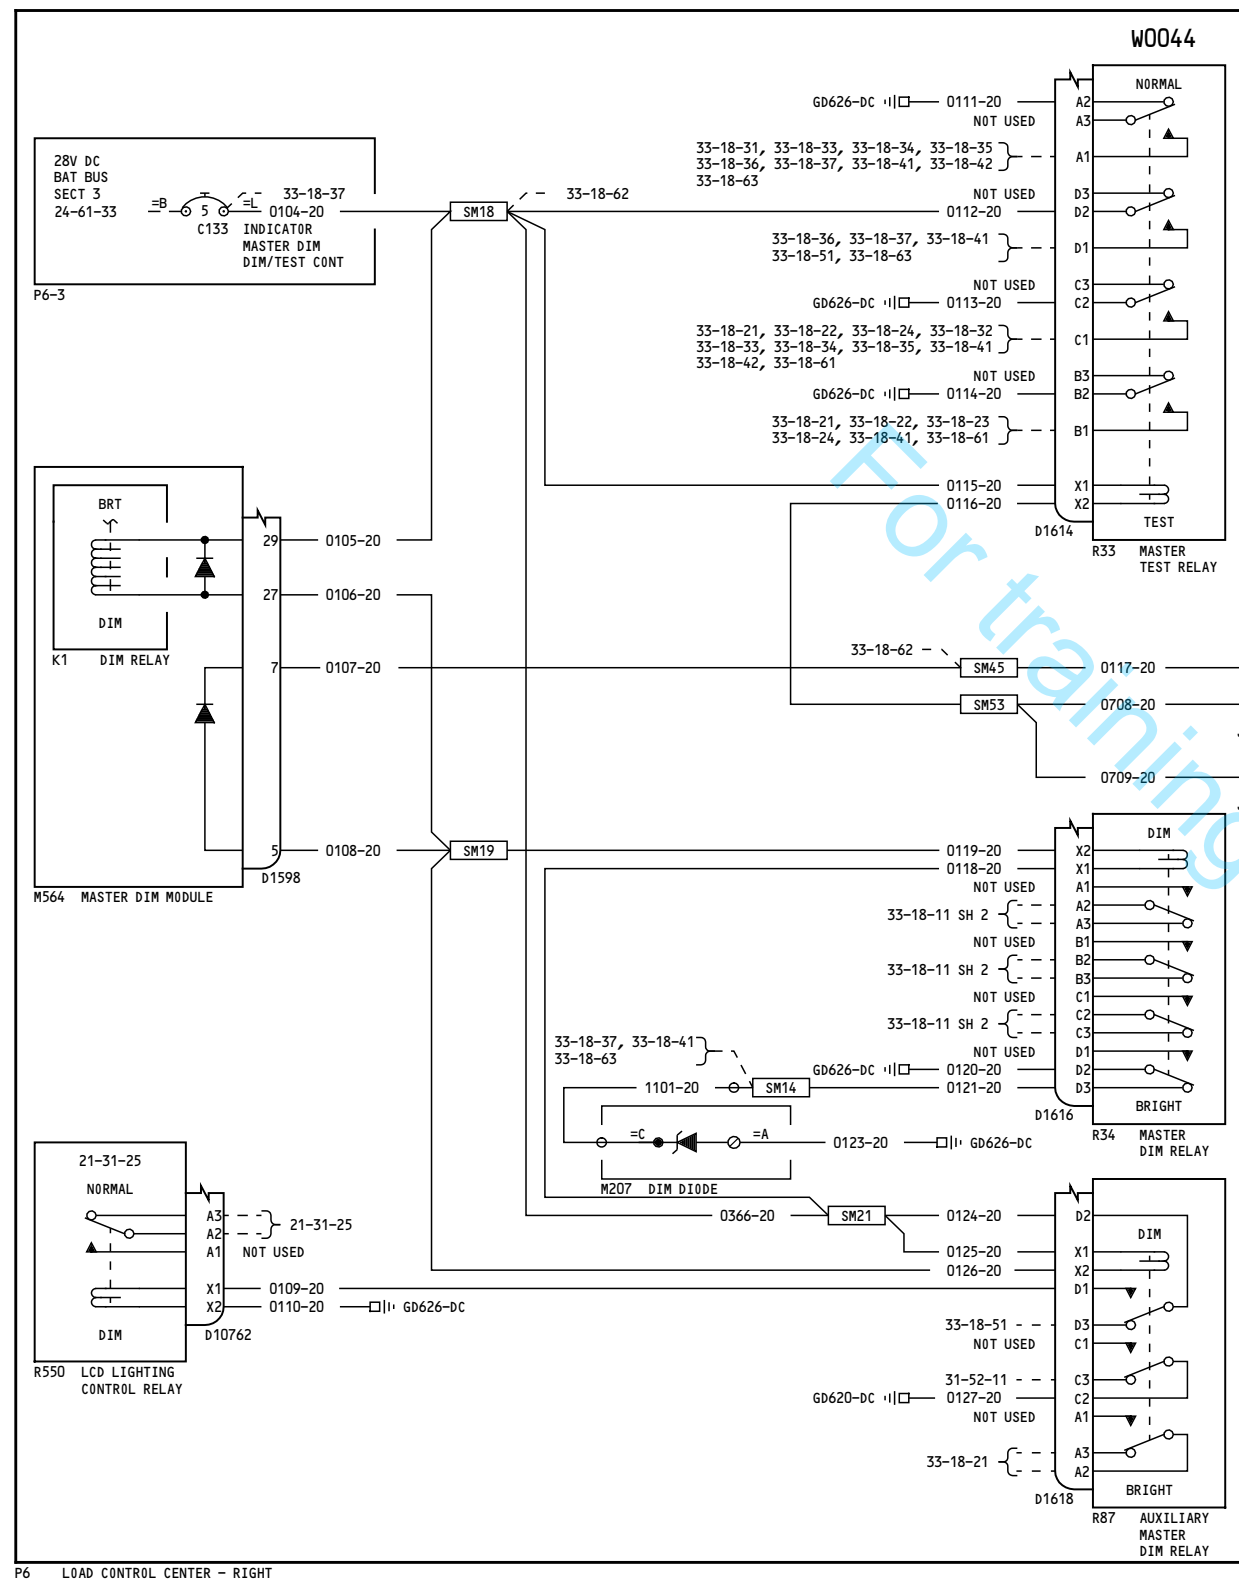 W0044
NORMAL
GD626-DC 0111-20 A2
NOT USED A3
33-18-31, 33-18-33, 33-18-34, 33-18-35
33-18-36, 33-18-37, 33-18-41, 33-18-42 A1
33-18-63
28V DC
BAT BUS
SECT 3
24-61-33
=B 5 =L
33-18-37
0104-20
C133 INDICATOR
MASTER DIM
DIM/TEST CONT
P6-3
SM18
33-18-62
NOT USED D3
0112-20 D2
33-18-36, 33-18-37, 33-18-41
33-18-51, 33-18-63 D1
NOT USED C3
GD626-DC 0113-20 C2
33-18-21, 33-18-22, 33-18-24, 33-18-32
33-18-33, 33-18-34, 33-18-35, 33-18-41 C1
33-18-42, 33-18-61
NOT USED B3
GD626-DC 0114-20 B2
33-18-21, 33-18-22, 33-18-23
33-18-24, 33-18-41, 33-18-61 B1
0115-20 X1
0116-20 X2
TEST
D1614
R33 MASTER
TEST RELAY
BRT
29 0105-20
27 0106-20
DIM
K1 DIM RELAY
7 0107-20
33-18-62
SM45 0117-20
SM53 0708-20
0709-20
5 0108-20 SM19
D1598
M564 MASTER DIM MODULE
DIM
0119-20 X2
0118-20 X1
NOT USED A1
33-18-11 SH 2 A2
A3
NOT USED B1
33-18-11 SH 2 B2
B3
NOT USED C1
33-18-11 SH 2 C2
C3
NOT USED D1
GD626-DC 0120-20 D2
0121-20 D3
BRIGHT
D1616
R34 MASTER
DIM RELAY
33-18-37, 33-18-41
33-18-63
1101-20 SM14
=C =A 0123-20 GD626-DC
M207 DIM DIODE
21-31-25
NORMAL
A3
A2 21-31-25
A1 NOT USED
X1 0109-20
X2 0110-20 GD626-DC
DIM
D10762
R550 LCD LIGHTING
CONTROL RELAY
0366-20 SM21 0124-20 D2
DIM
0125-20 X1
0126-20 X2
D1
33-18-51 D3
NOT USED C1
31-52-11 C3
GD620-DC 0127-20 C2
NOT USED A1
33-18-21 A3
A2
BRIGHT
D1618
R87 AUXILIARY
MASTER
DIM RELAY
P6 LOAD CONTROL CENTER - RIGHT
For training